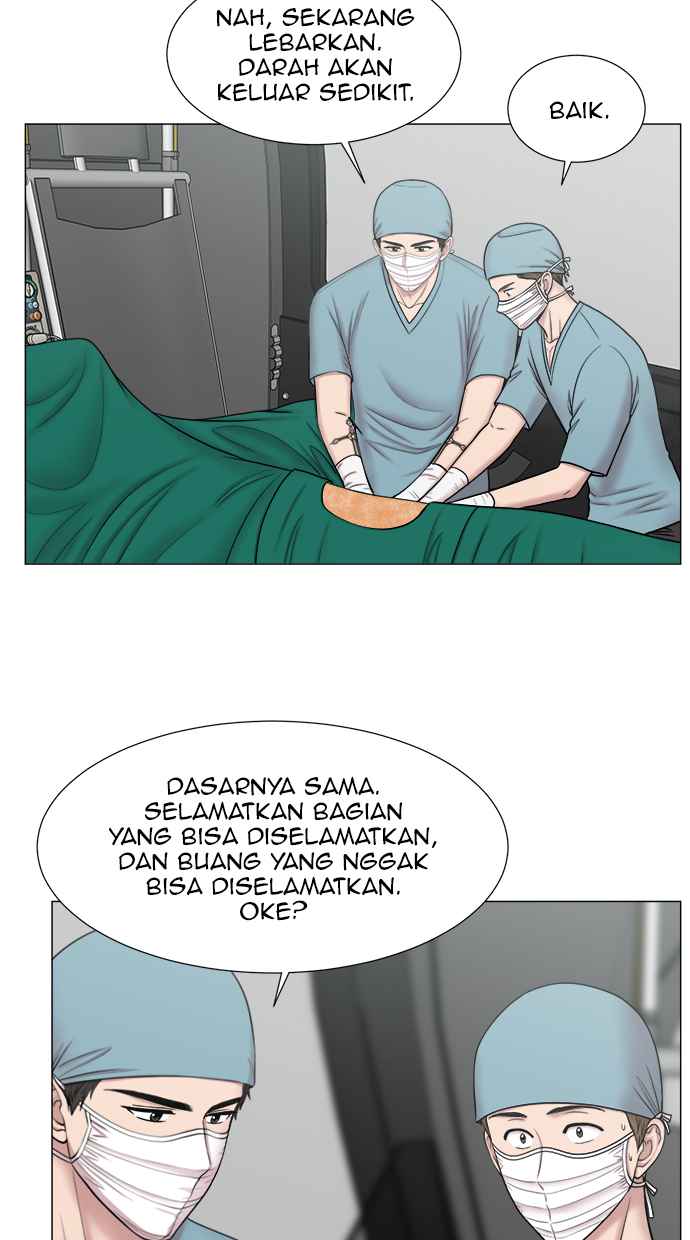 NAH, SEKARANG
LEBARKAN.
DARAH AKAN
KELUAR SEDIKIT.
BAIK.
DASARNYA SAMA.
SELAMATKAN BAGIAN
YANG BISA DISELAMATKAN,
DAN BUANG YANG NGGAK
BISA DISELAMATKAN.
OKE?